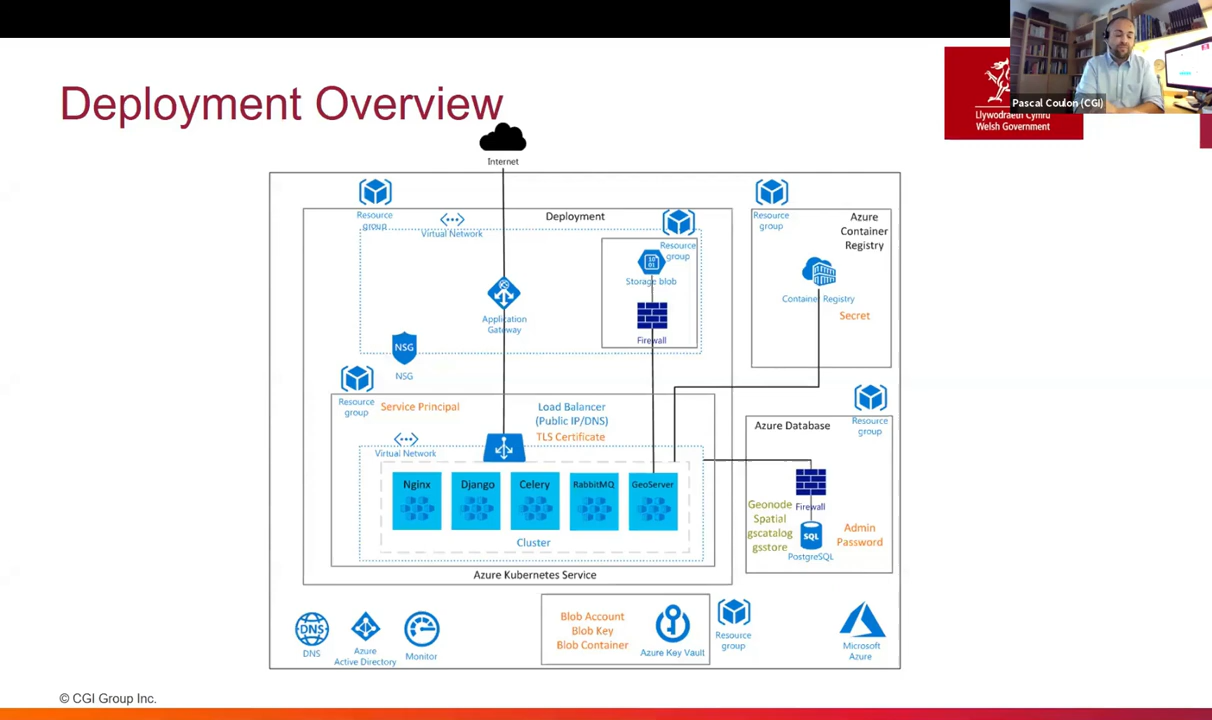 Pascal Coulon (CGI)
Llywodraeth Cymru
Welsh Government
Deployment Overview
Internet
Resource
group
Virtual Network
Deployment
Resource
group
Storage blob
Firewall
Application
Gateway
NSG
NSG
Resource
group
Azure
Container
Registry
Container Registry
Secret
Resource
group
Service Principal
Load Balancer
(Public IP/DNS)
TLS Certificate
Virtual Network
Nginx
Django
Celery
RabbitMQ
GeoServer
Cluster
Azure Kubernetes Service
Resource
group
Azure Database
Firewall
Geonode
Spatial
gscatalog
gsstore
SQL
PostgreSQL
Admin
Password
DNS
DNS
Azure
Active Directory
Monitor
Blob Account
Blob Key
Blob Container
Azure Key Vault
Resource
group
Microsoft
Azure
© CGI Group Inc.